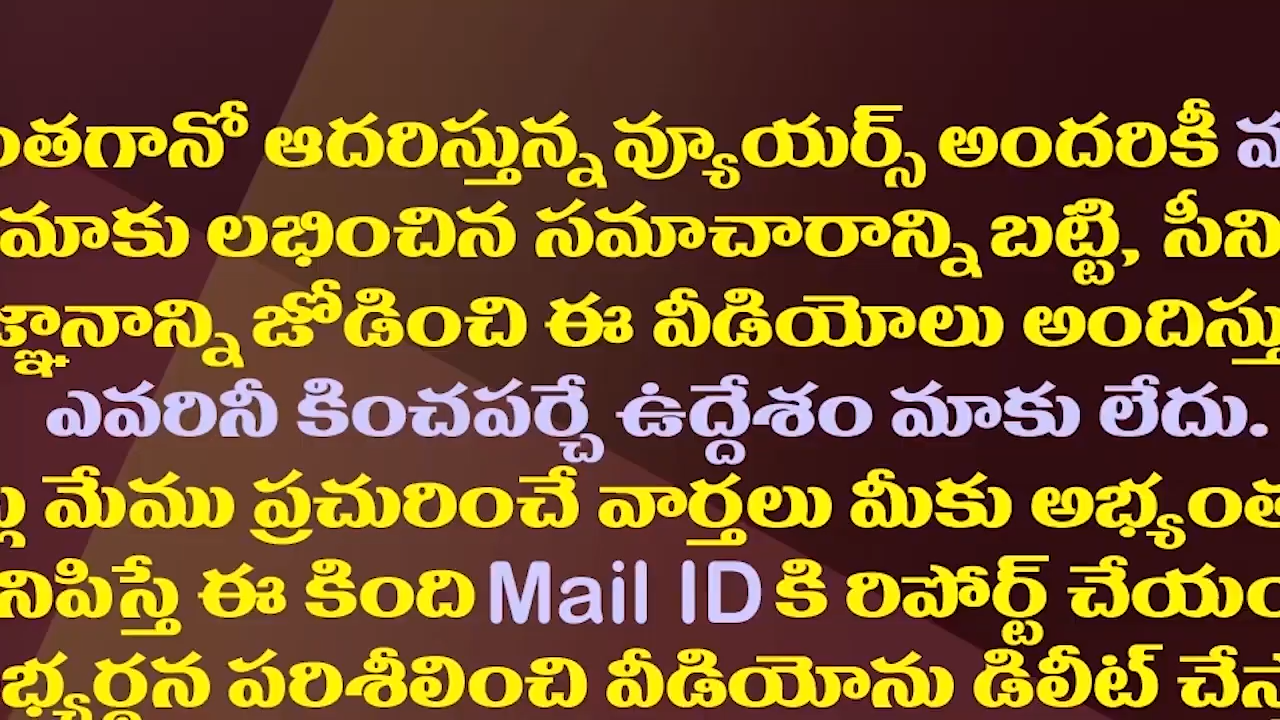 ంతగానో ఆదరిస్తున్న వ్యూయర్స్ అందరికీ
మాకు లభించిన సమాచారాన్ని బట్టి, సీని
జ్ఞానాన్ని జోడించి ఈ వీడియోలు అందిస్తు
ఎవరినీ కించపర్చే ఉద్దేశం మాకు లేదు.
మేము ప్రచురించే వార్తలు మీకు అభ్యంత
నిపిస్తే ఈ కింది Mail ID కి రిపోర్ట్ చేయం
భ్యర్థన పరిశీలించి వీడియోను డిలీట్ చేస